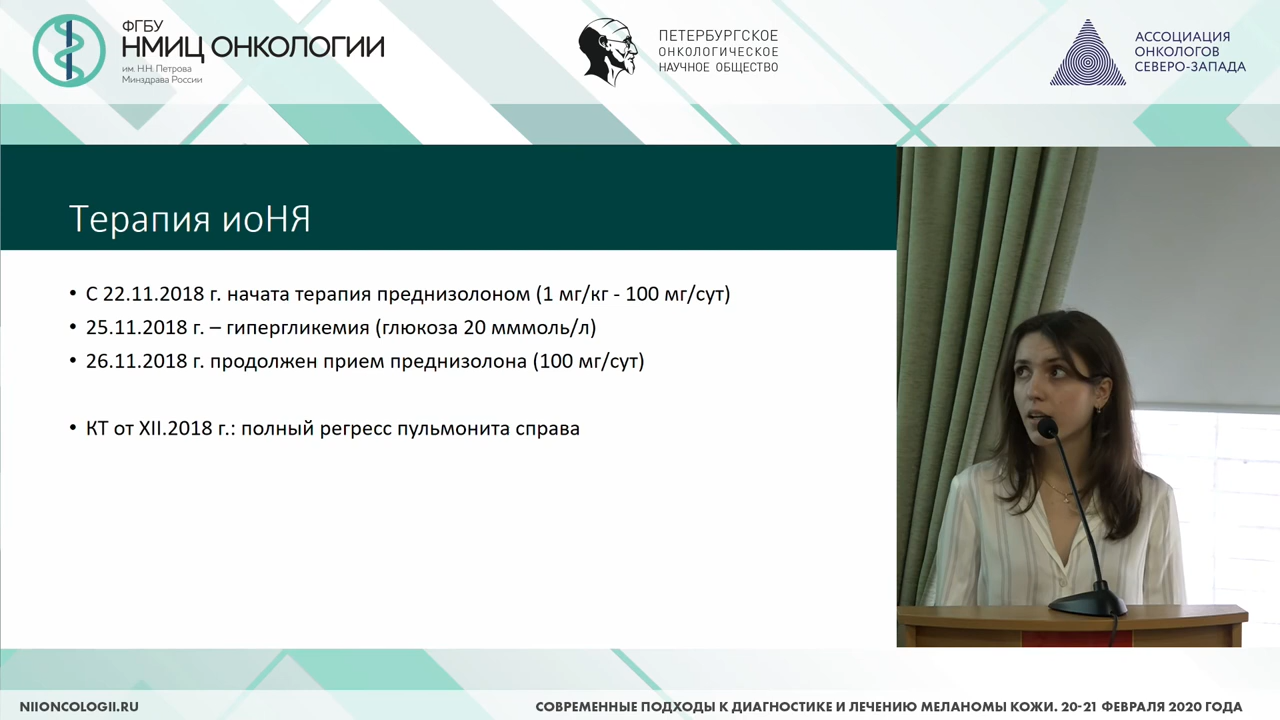 ФГБУ
НМИЦ ОНКОЛОГИИ
им. Н.Н. Петрова
Минздрава России
ПЕТЕРБУРГСКОЕ
ОНКОЛОГИЧЕСКОЕ
НАУЧНОЕ ОБЩЕСТВО
АССОЦИАЦИЯ
ОНКОЛОГОВ
СЕВЕРО-ЗАПАДА
Терапия иоНЯ
• С 22.11.2018 г. начата терапия преднизолоном (1 мг/кг - 100 мг/сут)
• 25.11.2018 г. – гипергликемия (глюкоза 20 мммоль/л)
• 26.11.2018 г. продолжен прием преднизолона (100 мг/сут)
• КТ от XII.2018 г.: полный регресс пульмонита справа
NIIONCOLOGII.RU
СОВРЕМЕННЫЕ ПОДХОДЫ К ДИАГНОСТИКЕ И ЛЕЧЕНИЮ МЕЛАНОМЫ КОЖИ. 20-21 ФЕВРАЛЯ 2020 ГОДА